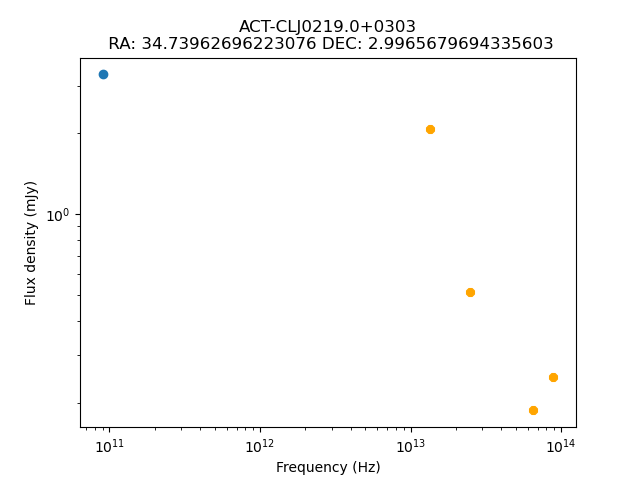 ACT-CLJ0219.0+0303
RA: 34.73962696223076 DEC: 2.9965679694335603
Flux density (mJy)
10⁰
10¹¹ 10¹² 10¹³ 10¹⁴
Frequency (Hz)